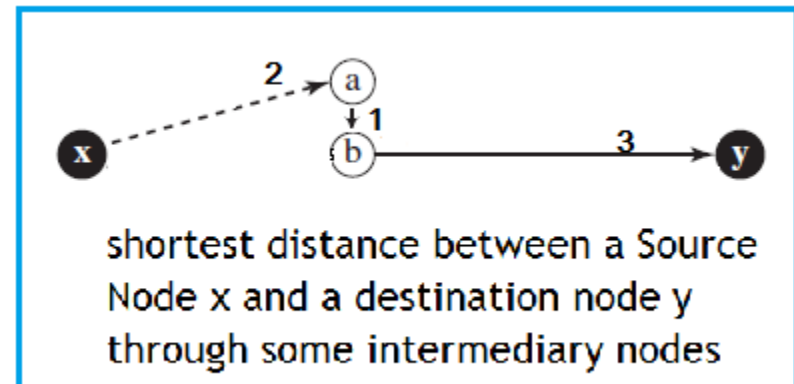 2
a
1
x
b
3
y
shortest distance between a Source
Node x and a destination node y
through some intermediary nodes